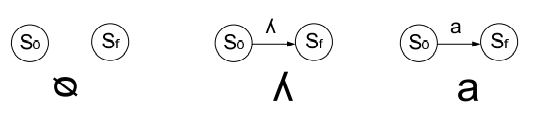 ʎ a
S₀ Sf S₀ Sf S₀ Sf
ø ʎ a